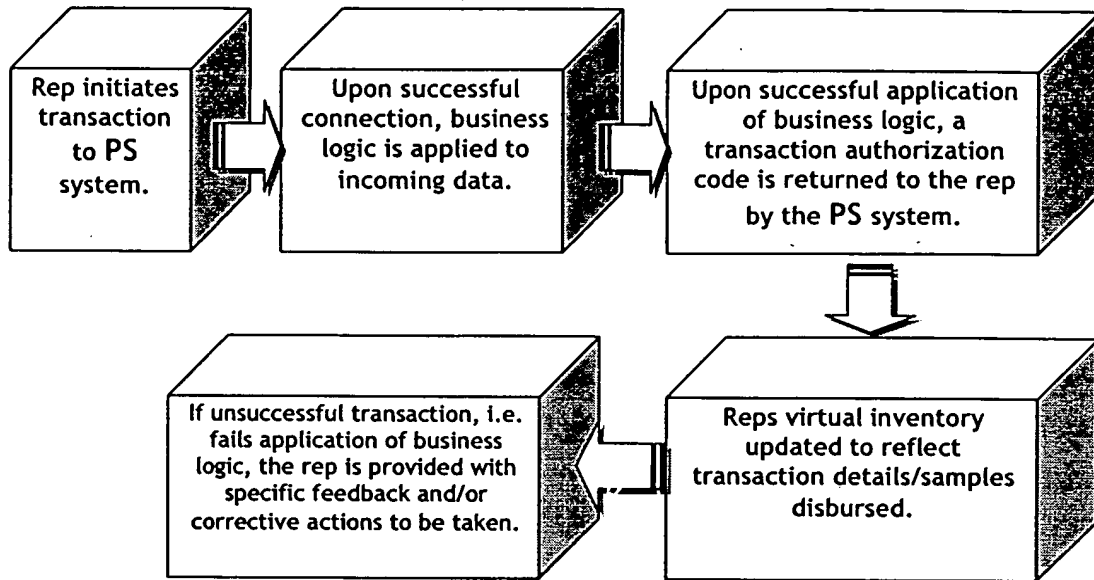 Rep initiates
transaction
to PS
system.
Upon successful
connection, business
logic is applied to
incoming data.
Upon successful application
of business logic, a
transaction authorization
code is returned to the rep
by the PS system.
Reps virtual inventory
updated to reflect
transaction details/samples
disbursed.
If unsuccessful transaction, i.e.
fails application of business
logic, the rep is provided with
specific feedback and/or
corrective actions to be taken.